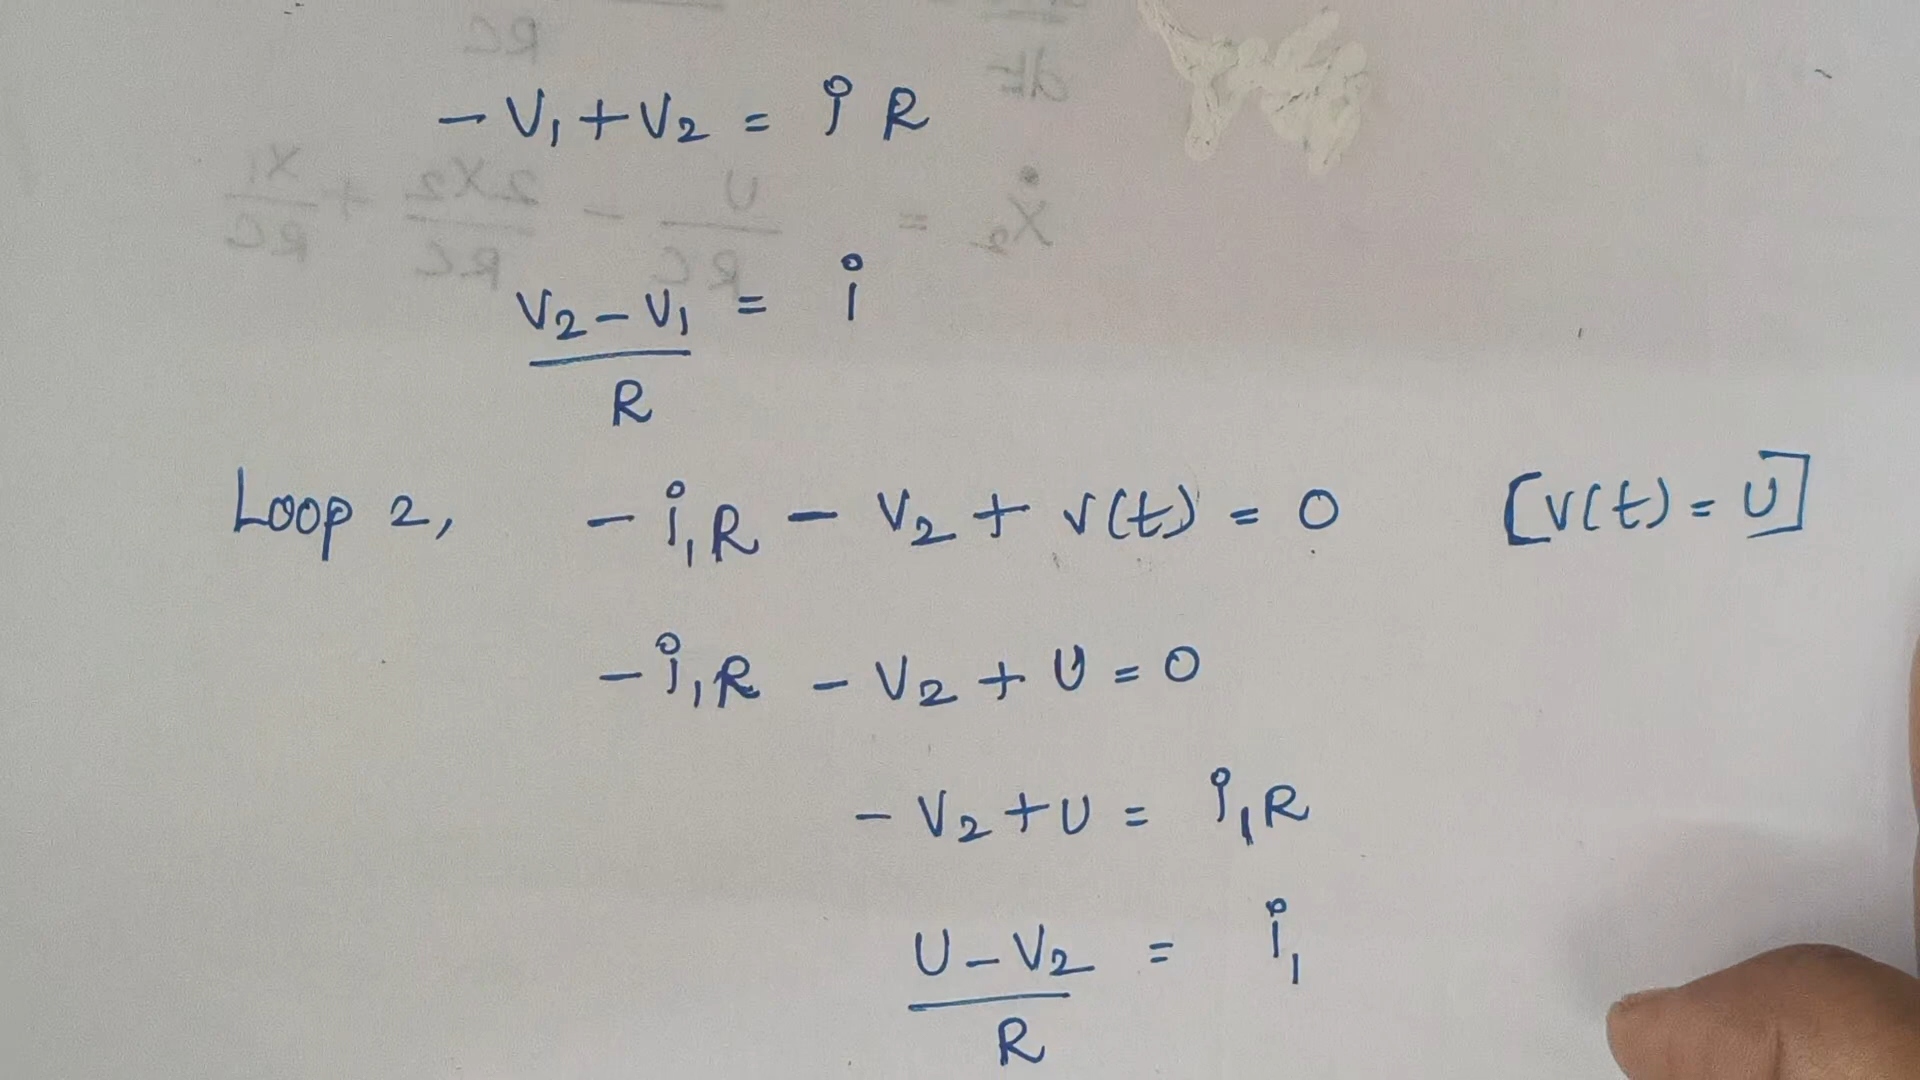 - V₁ + V₂ = i R
V₂ - V₁ = i
R
Loop 2, - i₁R - V₂ + v(t) = 0 [v(t) = U]
- i₁R - V₂ + U = 0
- V₂ + U = i₁R
U - V₂ = i₁
R